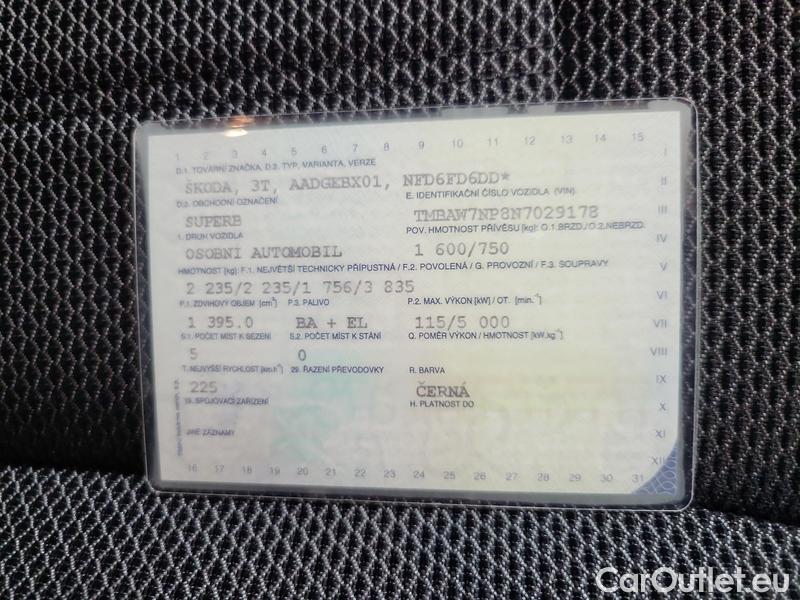 1 2 3 4 5 6 7 8 9 10 11 12 13 14 15
D.1. TOVÁRNÍ ZNAČKA, D.2. TYP, VARIANTA, VERZE
I
ŠKODA, 3T, AADGEBX01, NFD6FD6DD*
II
D.3. OBCHODNÍ OZNAČENÍ E. IDENTIFIKAČNÍ ČÍSLO VOZIDLA (VIN)
SUPERB TMBAW7NP8N7029178
III
1. DRUH VOZIDLA POV. HMOTNOST PŘÍVĚSU [kg]: O.1.BRZD./O.2.NEBRZD.
OSOBNÍ AUTOMOBIL 1 600/750
IV
HMOTNOST [kg]: F.1. NEJVĚTŠÍ TECHNICKY PŘÍPUSTNÁ / F.2. POVOLENÁ / G. PROVOZNÍ / F.3. SOUPRAVY
V
2 235/2 235/1 756/3 835
P.1. ZDVIHOVÝ OBJEM [cm³] P.3. PALIVO P.2. MAX. VÝKON [kW] / OT. [min.⁻¹]
VI
1 395.0 BA + EL 115/5 000
VII
S.1. POČET MÍST K SEZENÍ S.2. POČET MÍST K STÁNÍ Q. POMĚR VÝKON / HMOTNOST [kW.kg⁻¹]
5 0
VIII
T. NEJVYŠŠÍ RYCHLOST [km.h⁻¹] 29. ŘAZENÍ PŘEVODOVKY R. BARVA
225 ČERNÁ
IX
19. SPOJOVACÍ ZAŘÍZENÍ H. PLATNOST DO
X
JINÉ ZÁZNAMY
XI
XII
16 17 18 19 20 21 22 23 24 25 26 27 28 29 30 31
CarOutlet.eu